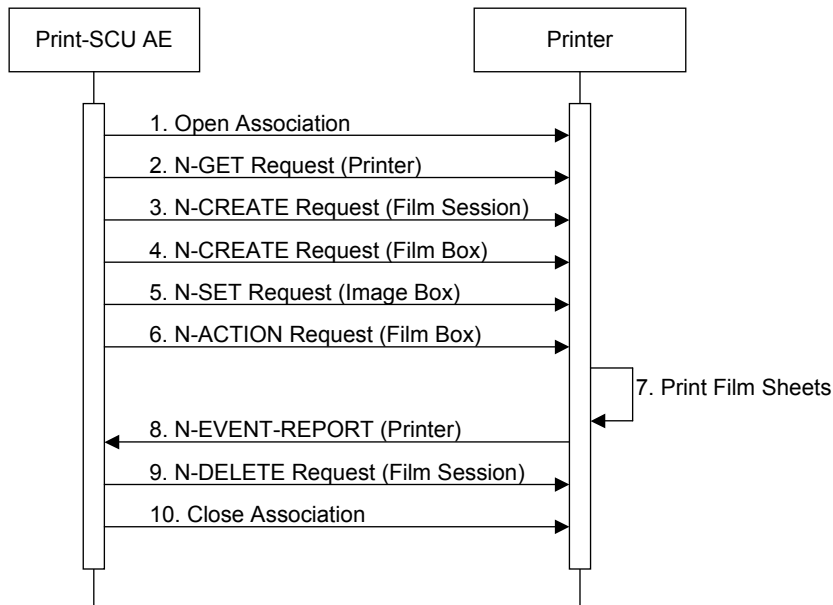 Print-SCU AE
Printer
1. Open Association
2. N-GET Request (Printer)
3. N-CREATE Request (Film Session)
4. N-CREATE Request (Film Box)
5. N-SET Request (Image Box)
6. N-ACTION Request (Film Box)
7. Print Film Sheets
8. N-EVENT-REPORT (Printer)
9. N-DELETE Request (Film Session)
10. Close Association